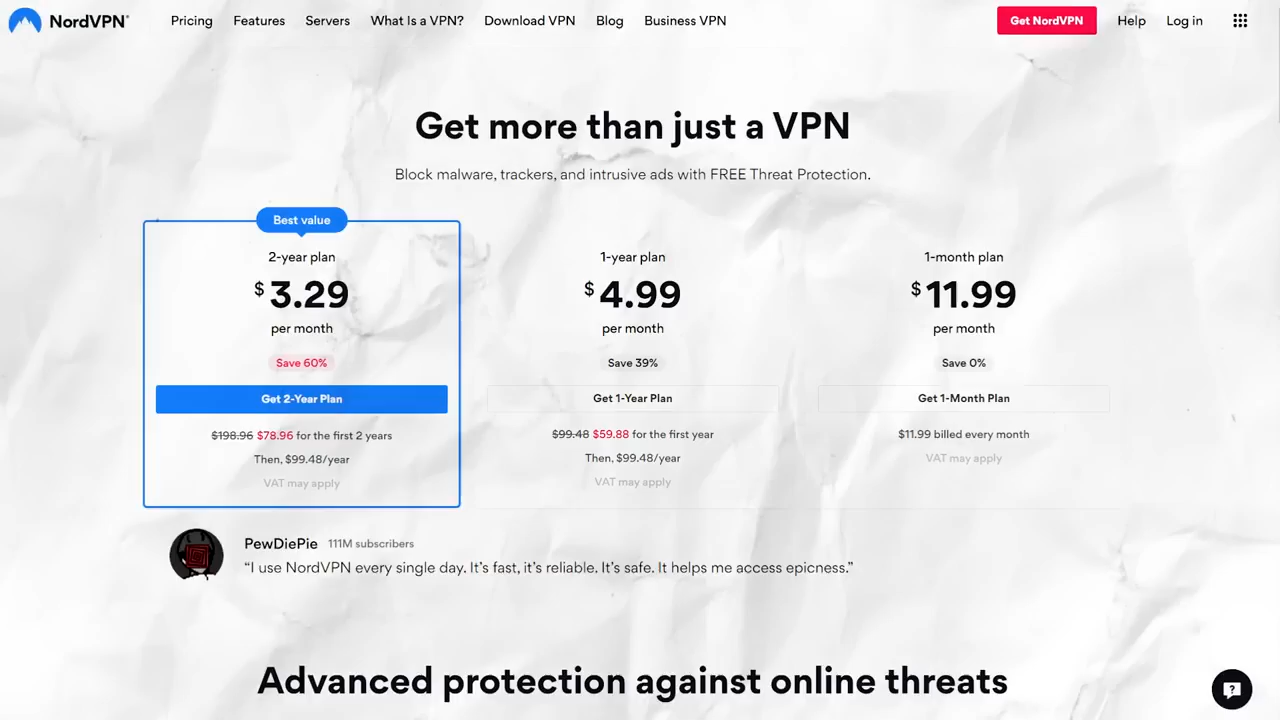 NordVPN®
Pricing Features Servers What Is a VPN? Download VPN Blog Business VPN
Get NordVPN Help Log in
Get more than just a VPN
Block malware, trackers, and intrusive ads with FREE Threat Protection.
Best value
2-year plan
$3.29
per month
Save 60%
Get 2-Year Plan
$198.96 $78.96 for the first 2 years
Then, $99.48/year
VAT may apply
1-year plan
$4.99
per month
Save 39%
Get 1-Year Plan
$99.48 $59.88 for the first year
Then, $99.48/year
VAT may apply
1-month plan
$11.99
per month
Save 0%
Get 1-Month Plan
$11.99 billed every month
VAT may apply
PewDiePie 111M subscribers
“I use NordVPN every single day. It’s fast, it’s reliable. It’s safe. It helps me access epicness.”
Advanced protection against online threats